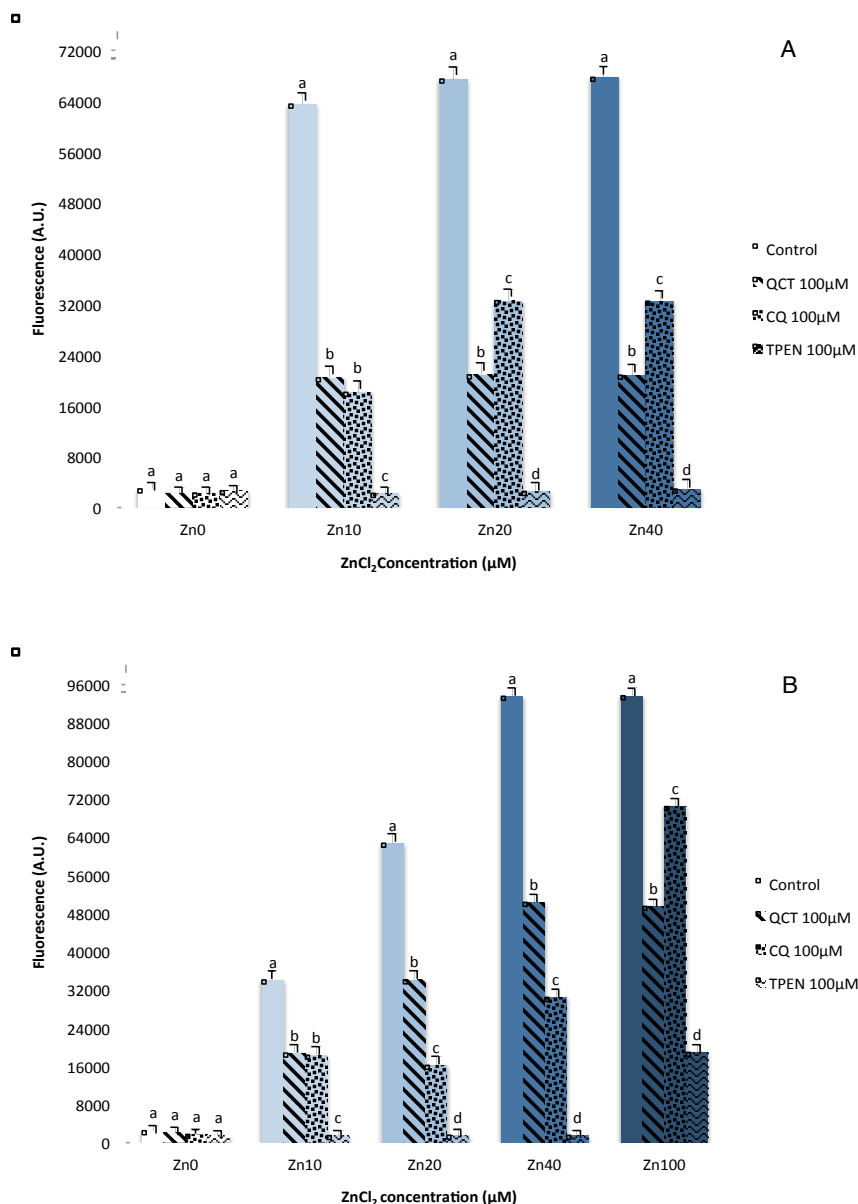 A
72000
64000
56000
48000
40000
32000
24000
16000
8000
0
Fluorescence (A.U.)
a a a a
a b b c
a b c d
a b c d
Zn0 Zn10 Zn20 Zn40
ZnCl₂Concentration (µM)
Control
QCT 100µM
CQ 100µM
TPEN 100µM
B
96000
88000
80000
72000
64000
56000
48000
40000
32000
24000
16000
8000
0
Fluorescence (A.U.)
a a a a
a b b c
a b c d
a b c d
a b c d
Zn0 Zn10 Zn20 Zn40 Zn100
ZnCl₂ concentration (µM)
Control
QCT 100µM
CQ 100µM
TPEN 100µM